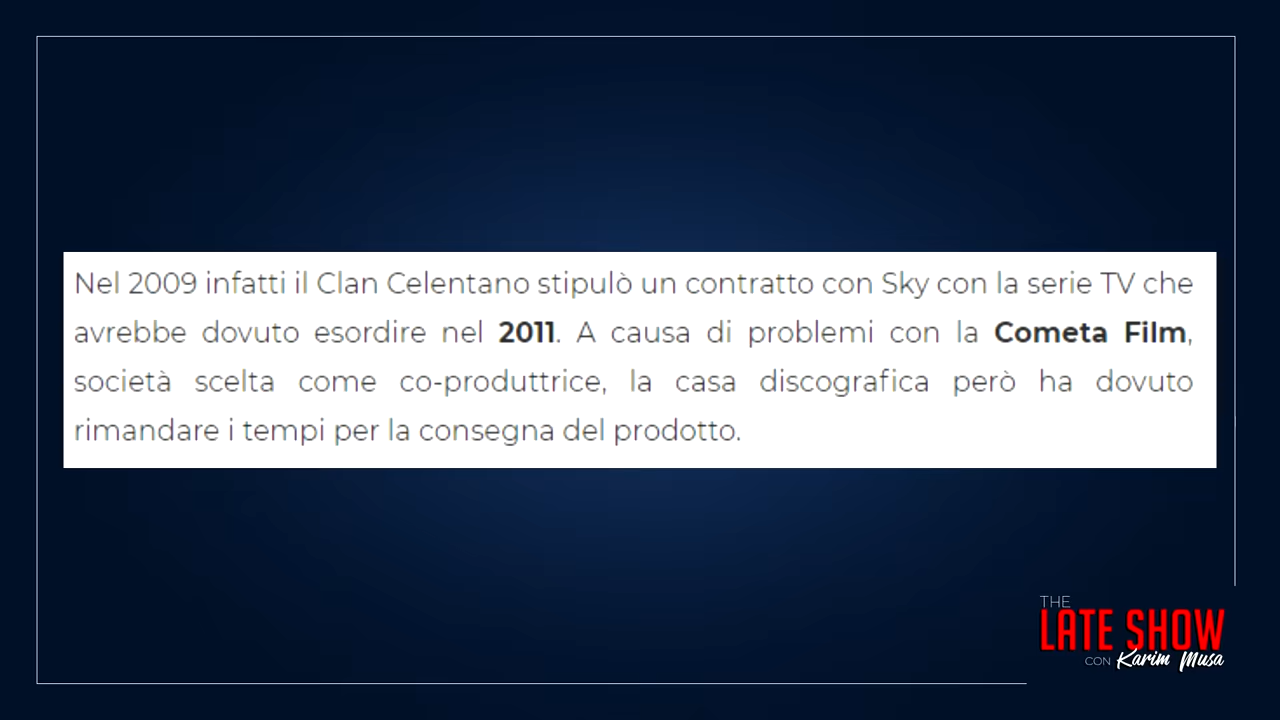 Nel 2009 infatti il Clan Celentano stipulò un contratto con Sky con la serie TV che
avrebbe dovuto esordire nel 2011. A causa di problemi con la Cometa Film,
società scelta come co-produttrice, la casa discografica però ha dovuto
rimandare i tempi per la consegna del prodotto.
THE
LATE SHOW
CON Karim Musa